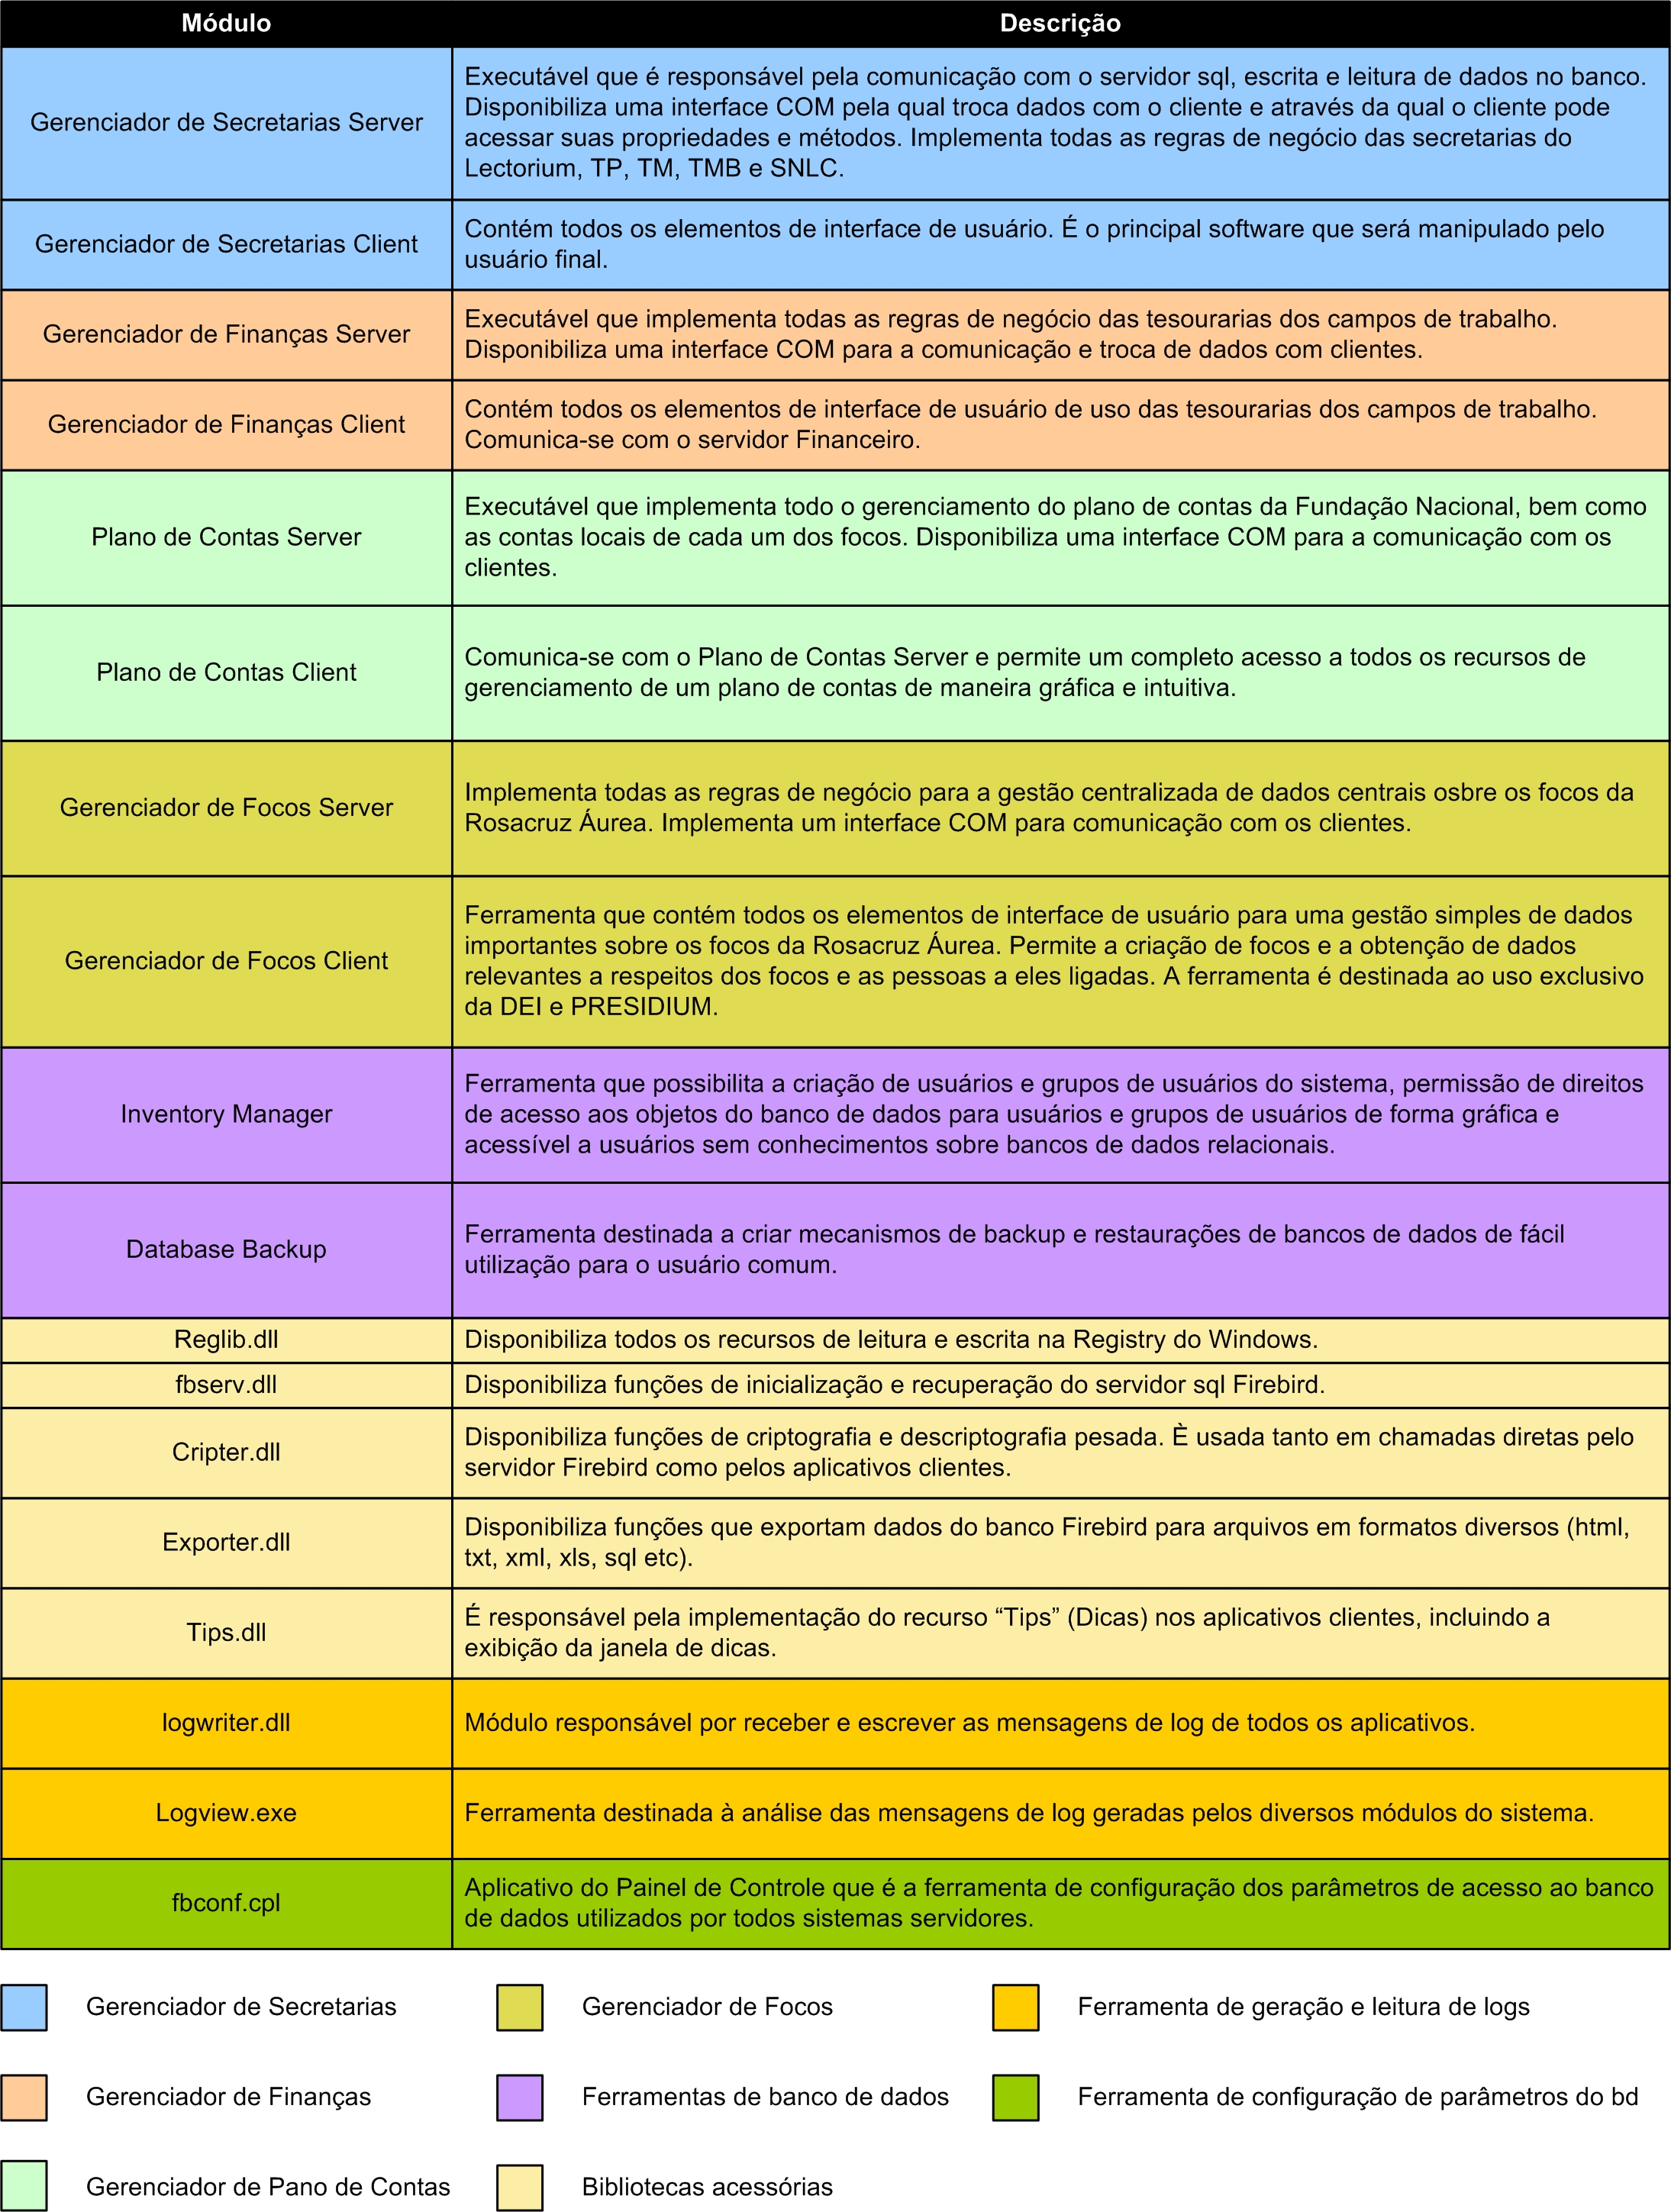 Módulo
Descrição
Gerenciador de Secretarias Server
Executável que é responsável pela comunicação com o servidor sql, escrita e leitura de dados no banco.
Disponibiliza uma interface COM pela qual troca dados com o cliente e através da qual o cliente pode
acessar suas propriedades e métodos. Implementa todas as regras de negócio das secretarias do
Lectorium, TP, TM, TMB e SNLC.
Gerenciador de Secretarias Client
Contém todos os elementos de interface de usuário. É o principal software que será manipulado pelo
usuário final.
Gerenciador de Finanças Server
Executável que implementa todas as regras de negócio das tesourarias dos campos de trabalho.
Disponibiliza uma interface COM para a comunicação e troca de dados com clientes.
Gerenciador de Finanças Client
Contém todos os elementos de interface de usuário de uso das tesourarias dos campos de trabalho.
Comunica-se com o servidor Financeiro.
Plano de Contas Server
Executável que implementa todo o gerenciamento do plano de contas da Fundação Nacional, bem como
as contas locais de cada um dos focos. Disponibiliza uma interface COM para a comunicação com os
clientes.
Plano de Contas Client
Comunica-se com o Plano de Contas Server e permite um completo acesso a todos os recursos de
gerenciamento de um plano de contas de maneira gráfica e intuitiva.
Gerenciador de Focos Server
Implementa todas as regras de negócio para a gestão centralizada de dados centrais osbre os focos da
Rosacruz Áurea. Implementa um interface COM para comunicação com os clientes.
Gerenciador de Focos Client
Ferramenta que contém todos os elementos de interface de usuário para uma gestão simples de dados
importantes sobre os focos da Rosacruz Áurea. Permite a criação de focos e a obtenção de dados
relevantes a respeitos dos focos e as pessoas a eles ligadas. A ferramenta é destinada ao uso exclusivo
da DEI e PRESIDIUM.
Inventory Manager
Ferramenta que possibilita a criação de usuários e grupos de usuários do sistema, permissão de direitos
de acesso aos objetos do banco de dados para usuários e grupos de usuários de forma gráfica e
acessível a usuários sem conhecimentos sobre bancos de dados relacionais.
Database Backup
Ferramenta destinada a criar mecanismos de backup e restaurações de bancos de dados de fácil
utilização para o usuário comum.
Reglib.dll
Disponibiliza todos os recursos de leitura e escrita na Registry do Windows.
fbserv.dll
Disponibiliza funções de inicialização e recuperação do servidor sql Firebird.
Cripter.dll
Disponibiliza funções de criptografia e descriptografia pesada. È usada tanto em chamadas diretas pelo
servidor Firebird como pelos aplicativos clientes.
Exporter.dll
Disponibiliza funções que exportam dados do banco Firebird para arquivos em formatos diversos (html,
txt, xml, xls, sql etc).
Tips.dll
É responsável pela implementação do recurso “Tips” (Dicas) nos aplicativos clientes, incluindo a
exibição da janela de dicas.
logwriter.dll
Módulo responsável por receber e escrever as mensagens de log de todos os aplicativos.
Logview.exe
Ferramenta destinada à análise das mensagens de log geradas pelos diversos módulos do sistema.
fbconf.cpl
Aplicativo do Painel de Controle que é a ferramenta de configuração dos parâmetros de acesso ao banco
de dados utilizados por todos sistemas servidores.
Gerenciador de Secretarias
Gerenciador de Focos
Ferramenta de geração e leitura de logs
Gerenciador de Finanças
Ferramentas de banco de dados
Ferramenta de configuração de parâmetros do bd
Gerenciador de Pano de Contas
Bibliotecas acessórias